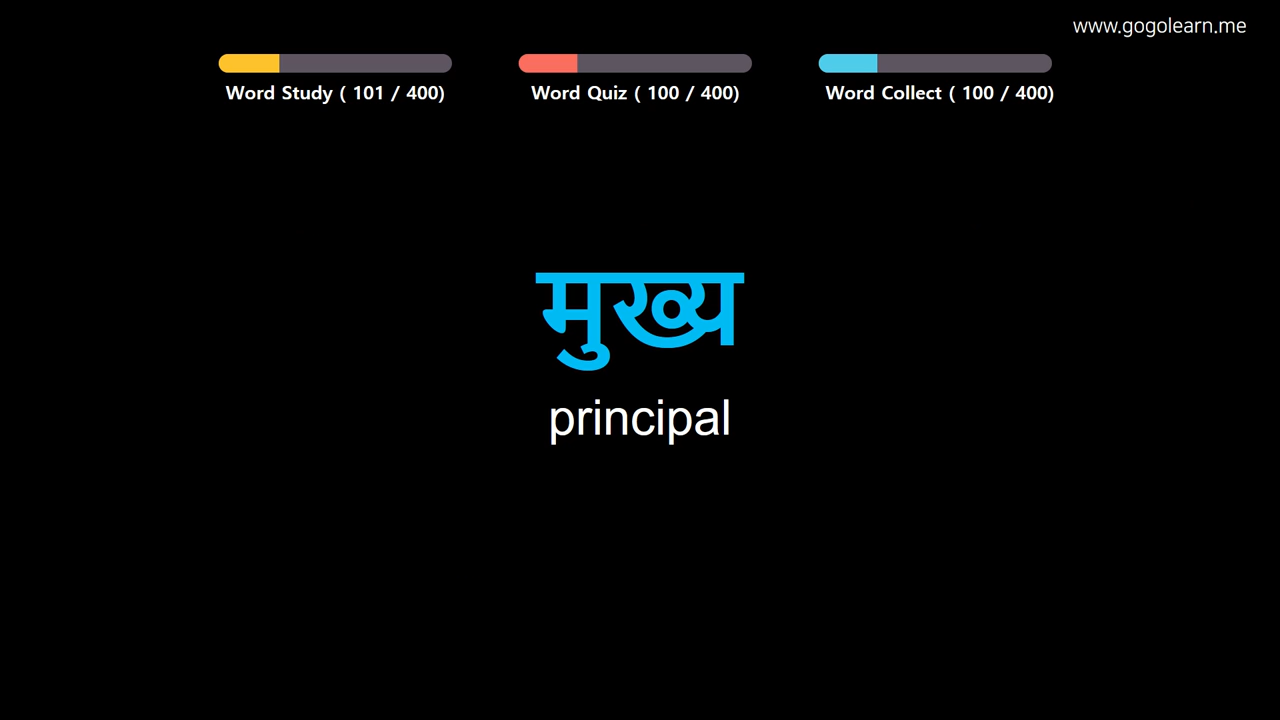 www.gogolearn.me
Word Study ( 101 / 400)
Word Quiz ( 100 / 400)
Word Collect ( 100 / 400)
मुख्य
principal